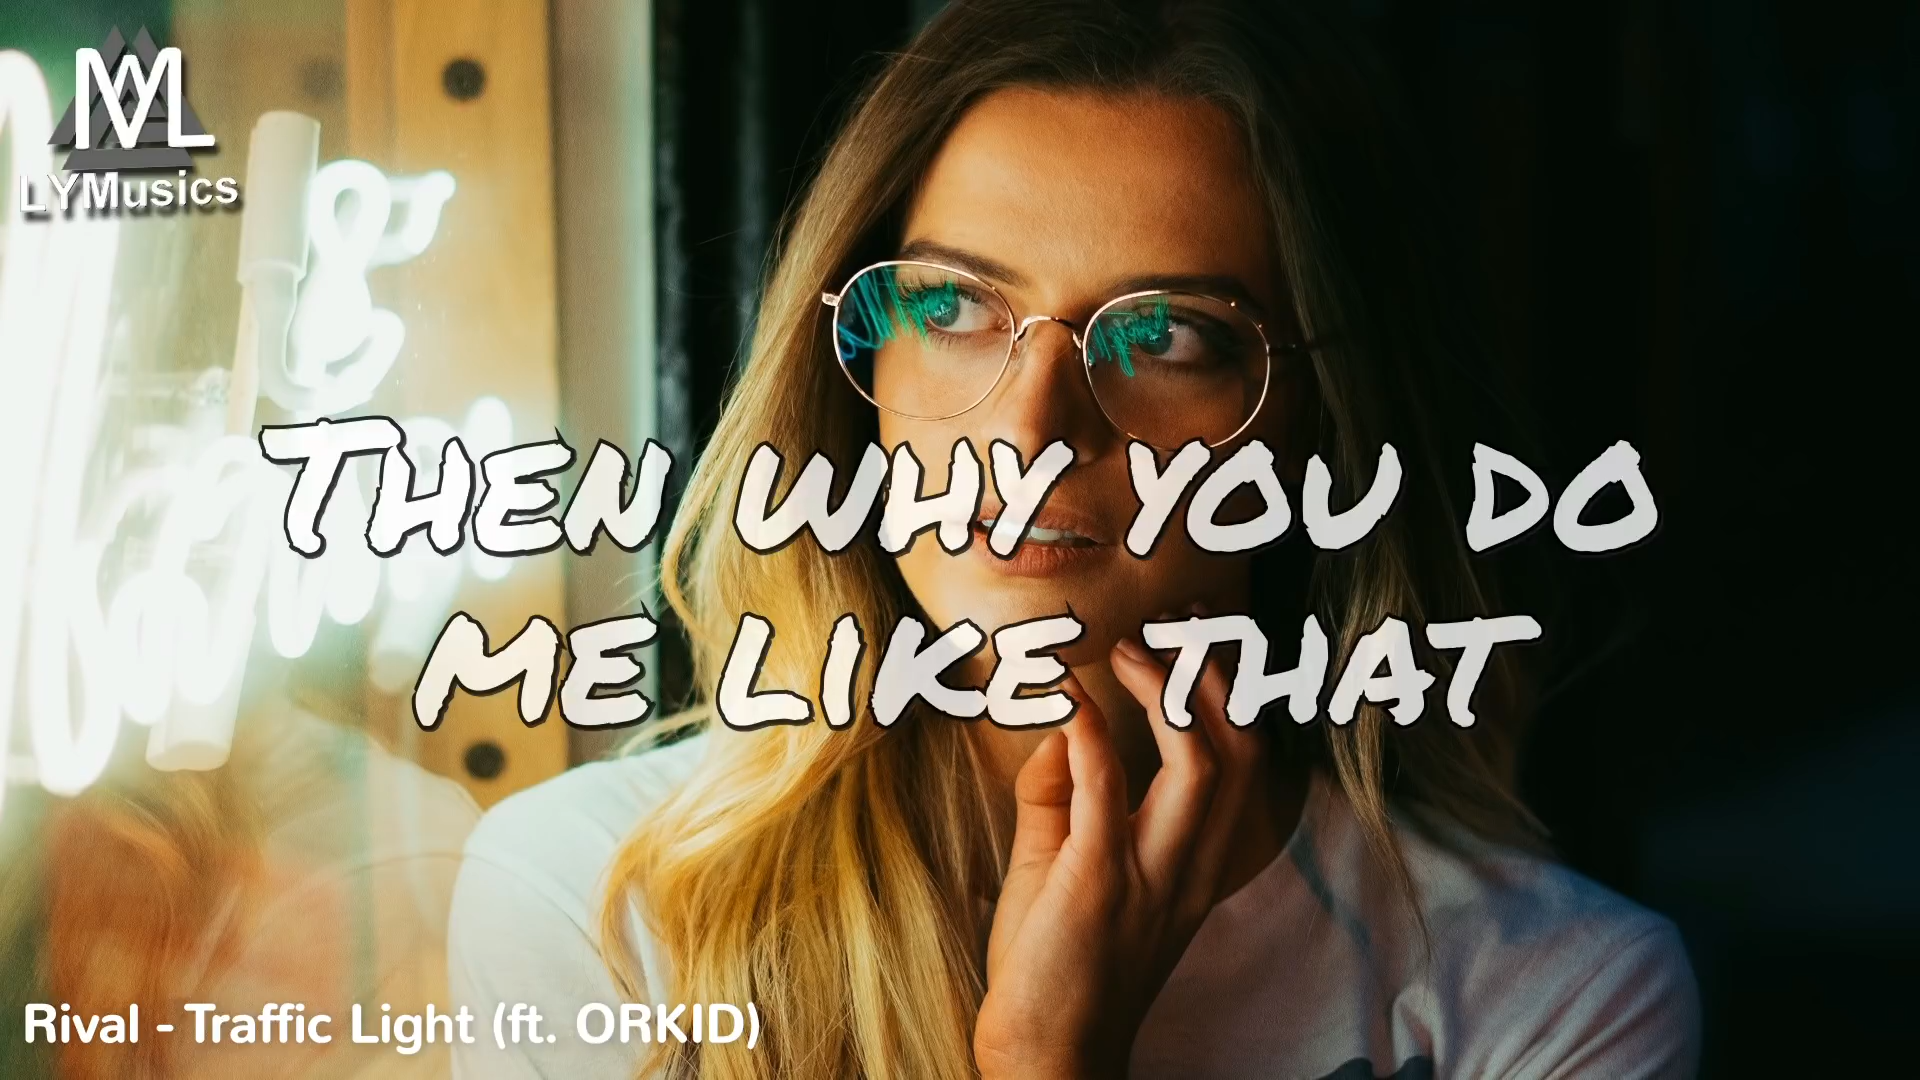 LYMusics
Then why you do
me like that
Rival - Traffic Light (ft. ORKID)